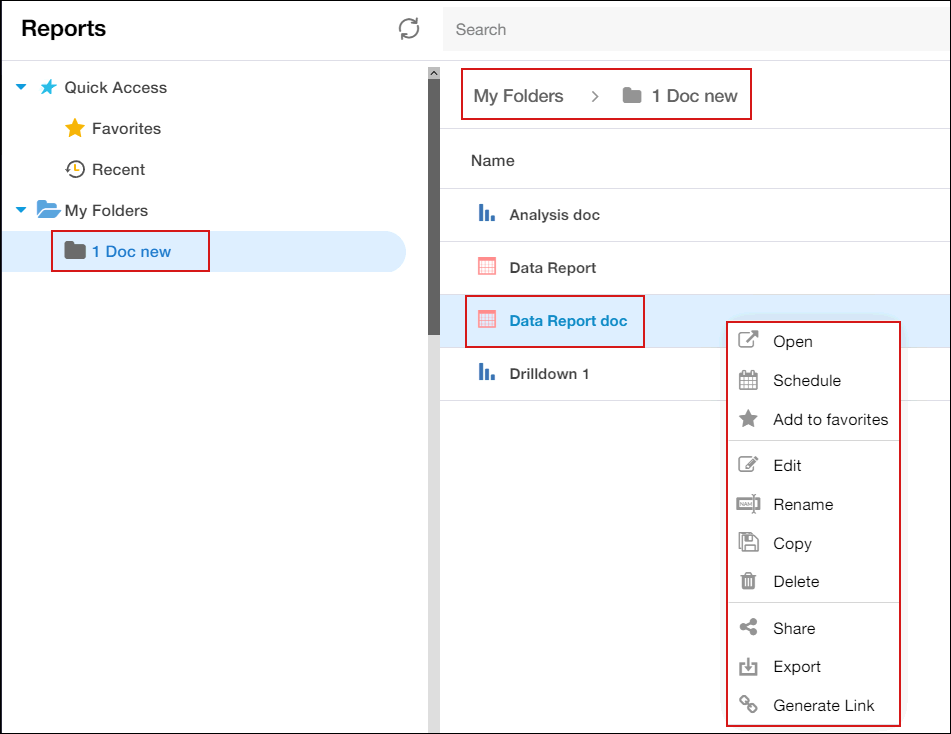 Reports
Search
Quick Access
Favorites
Recent
My Folders
1 Doc new
My Folders > 1 Doc new
Name
Analysis doc
Data Report
Data Report doc
Drilldown 1
Open
Schedule
Add to favorites
Edit
Rename
Copy
Delete
Share
Export
Generate Link